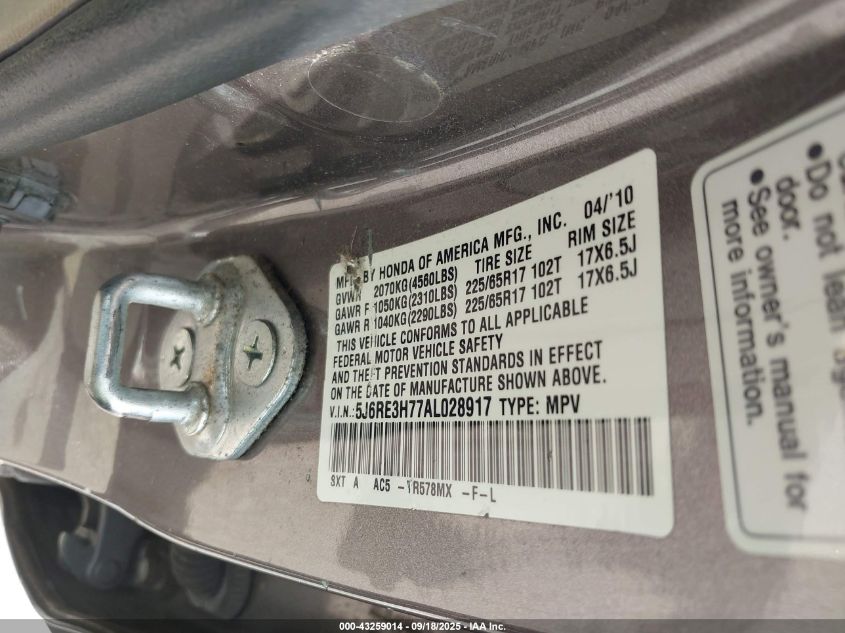 MFD BY HONDA OF AMERICA MFG., INC. 04/'10
GVWR 2070KG(4560LBS) TIRE SIZE RIM SIZE
GAWR F 1050KG(2310LBS) 225/65R17 102T 17X6.5J
GAWR R 1040KG(2290LBS) 225/65R17 102T 17X6.5J
THIS VEHICLE CONFORMS TO ALL APPLICABLE
FEDERAL MOTOR VEHICLE SAFETY
AND THEFT PREVENTION STANDARDS IN EFFECT
ON THE DATE OF MANUFACTURE SHOWN ABOVE.
V.I.N.: 5J6RE3H77AL028917 TYPE: MPV
SXT A AC5 -TR578MX -F-L
•Do not lean
door.
•See owner's manual for
more information.
000-43259014 - 09/18/2025 - IAA Inc.